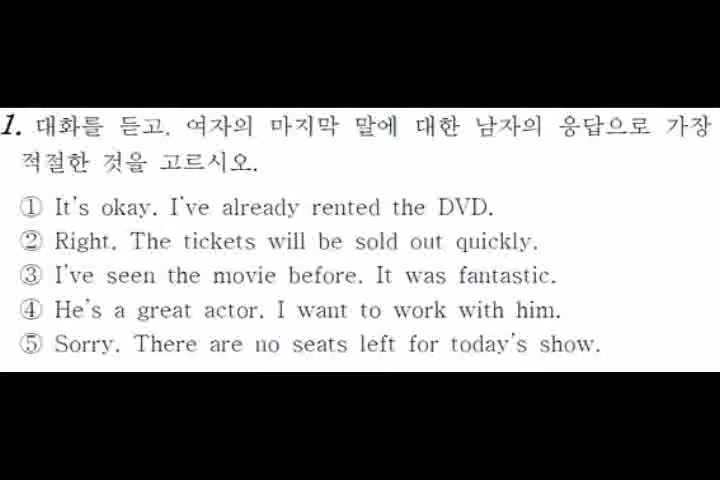 1. 대화를 듣고, 여자의 마지막 말에 대한 남자의 응답으로 가장
적절한 것을 고르시오.
① It's okay. I've already rented the DVD.
② Right. The tickets will be sold out quickly.
③ I've seen the movie before. It was fantastic.
④ He's a great actor. I want to work with him.
⑤ Sorry. There are no seats left for today's show.